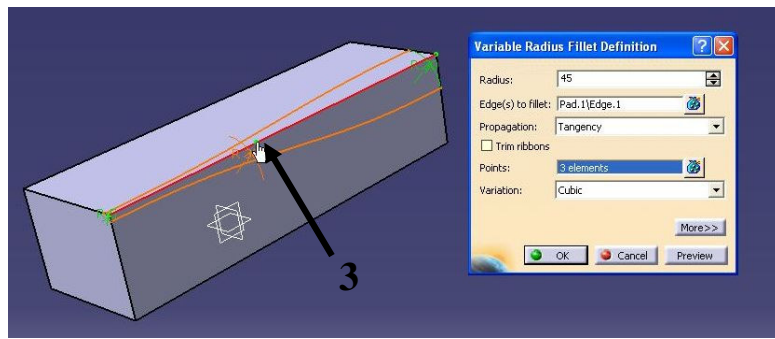 Variable Radius Fillet Definition
Radius: 45
Edge(s) to fillet: Pad.1\Edge.1
Propagation: Tangency
Trim ribbons
Points: 3 elements
Variation: Cubic
More>>
OK Cancel Preview
3